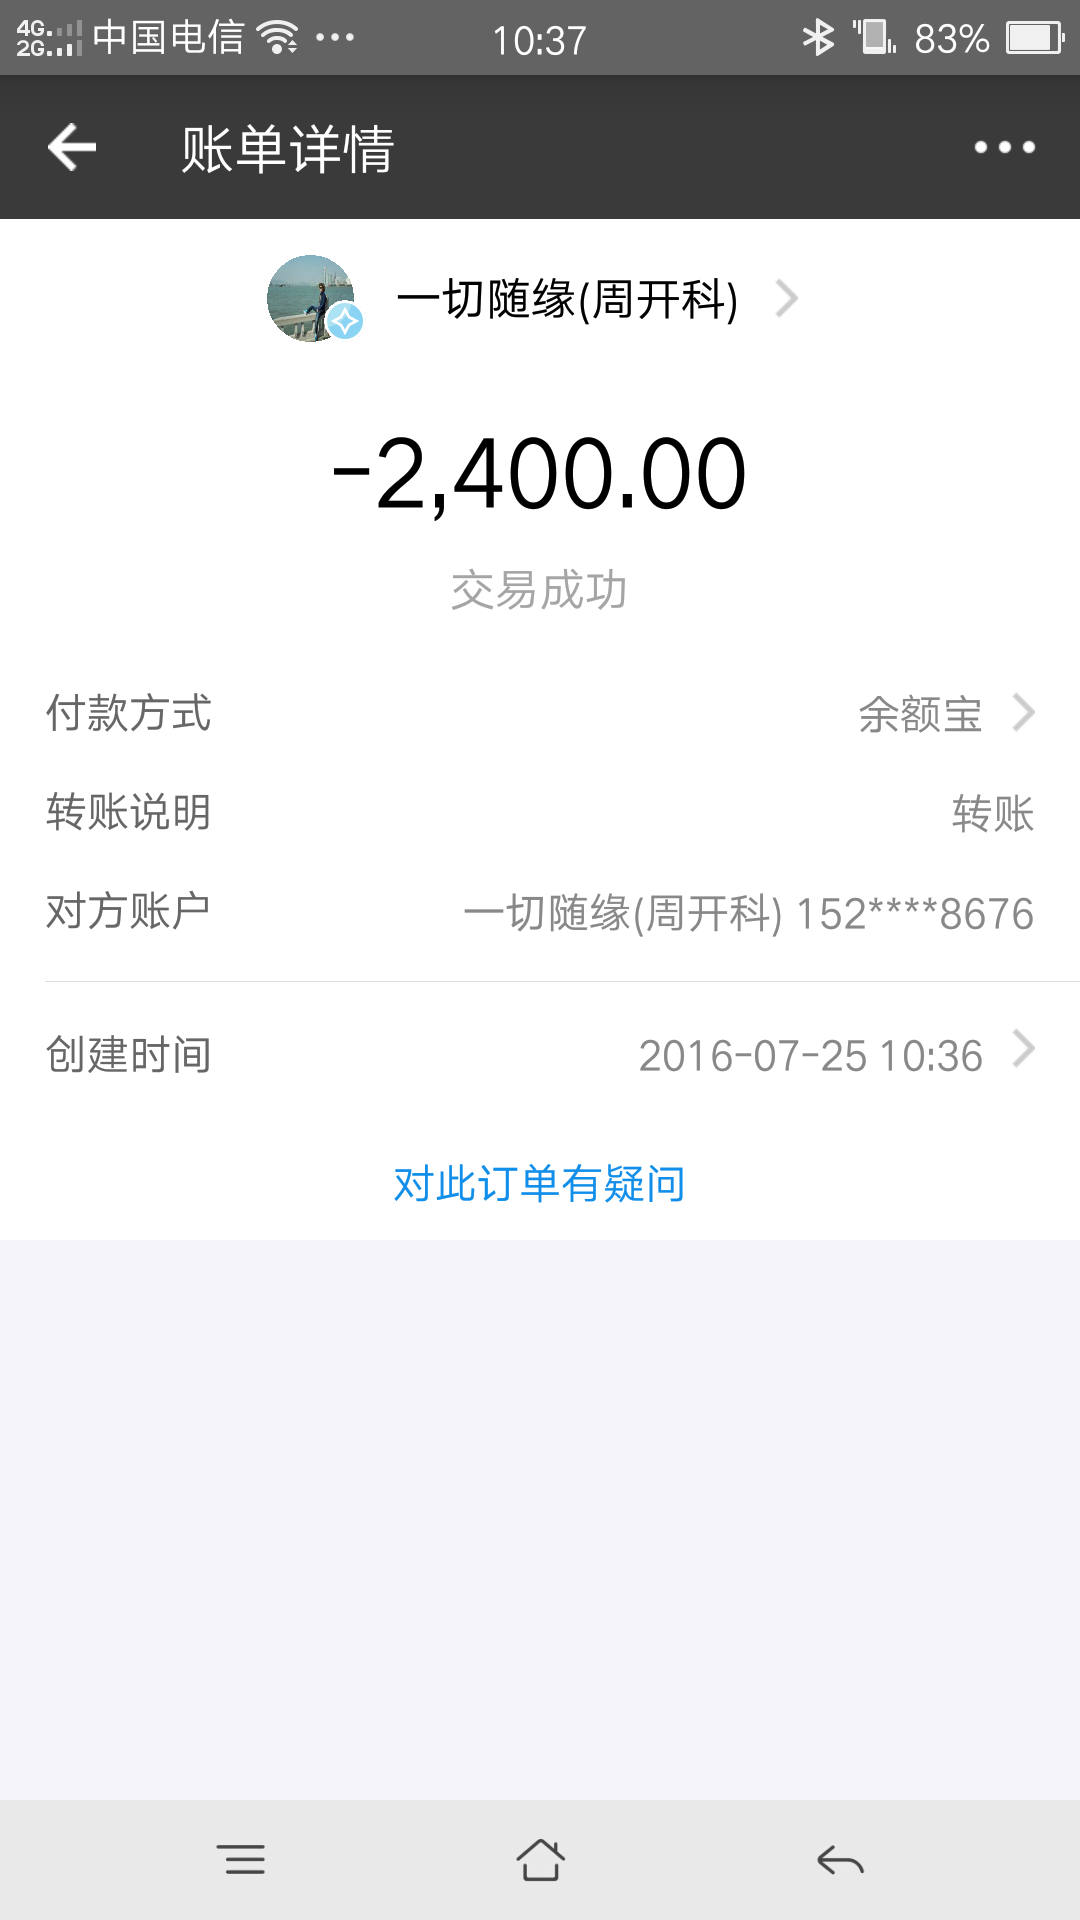 4G 2G 中国电信 10:37 83%
账单详情
一切随缘(周开科)
-2,400.00
交易成功
付款方式 余额宝
转账说明 转账
对方账户 一切随缘(周开科) 152****8676
创建时间 2016-07-25 10:36
对此订单有疑问